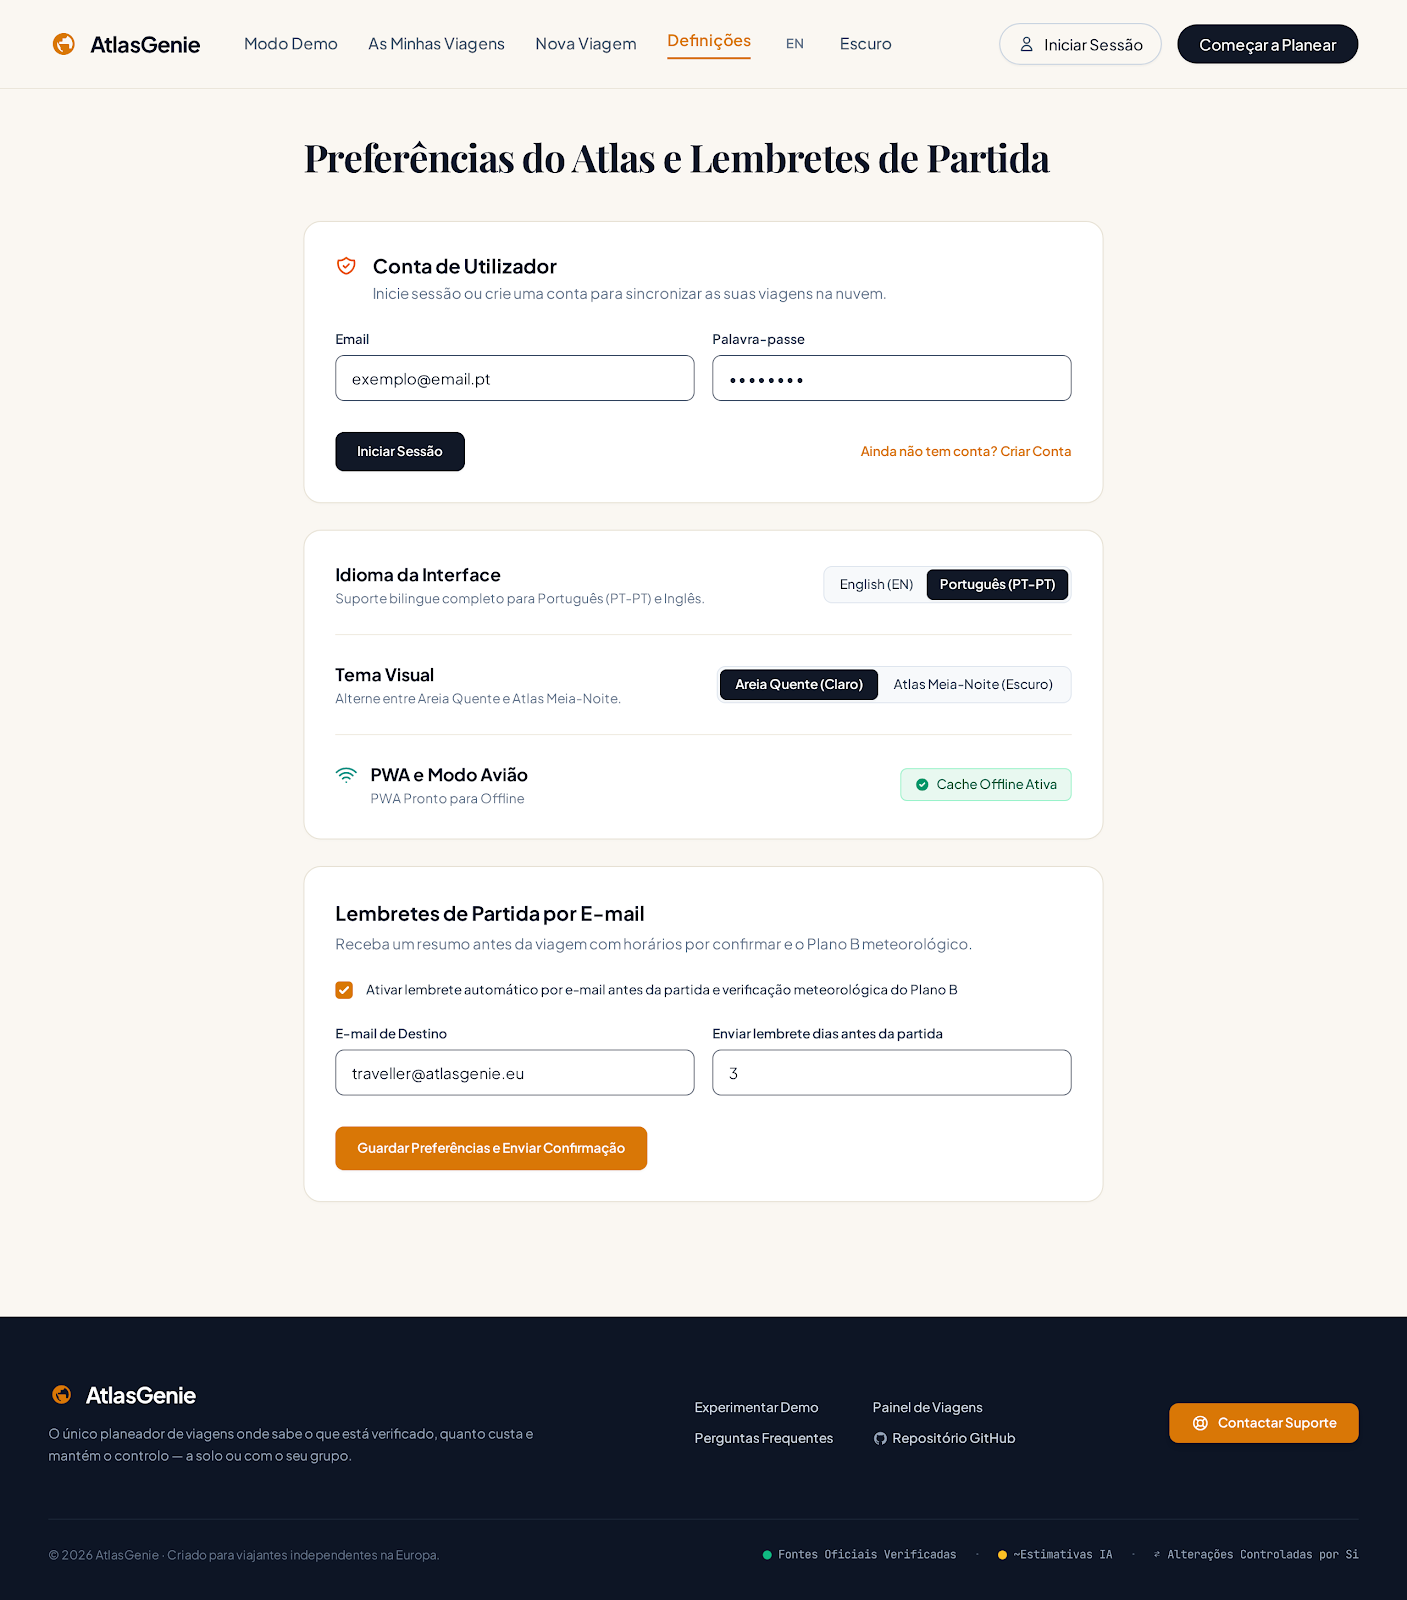 AtlasGenie
Modo Demo
As Minhas Viagens
Nova Viagem
Definições
EN
Escuro
Iniciar Sessão
Começar a Planear
Preferências do Atlas e Lembretes de Partida
Conta de Utilizador
Inicie sessão ou crie uma conta para sincronizar as suas viagens na nuvem.
Email
Palavra-passe
exemplo@email.pt
••••••••
Iniciar Sessão
Ainda não tem conta? Criar Conta
Idioma da Interface
Suporte bilingue completo para Português (PT-PT) e Inglês.
English (EN)
Português (PT-PT)
Tema Visual
Alterne entre Areia Quente e Atlas Meia-Noite.
Areia Quente (Claro)
Atlas Meia-Noite (Escuro)
PWA e Modo Avião
PWA Pronto para Offline
Cache Offline Ativa
Lembretes de Partida por E-mail
Receba um resumo antes da viagem com horários por confirmar e o Plano B meteorológico.
Ativar lembrete automático por e-mail antes da partida e verificação meteorológica do Plano B
E-mail de Destino
Enviar lembrete dias antes da partida
traveller@atlasgenie.eu
3
Guardar Preferências e Enviar Confirmação
AtlasGenie
O único planeador de viagens onde sabe o que está verificado, quanto custa e
mantém o controlo — a solo ou com o seu grupo.
Experimentar Demo
Painel de Viagens
Perguntas Frequentes
Repositório GitHub
Contactar Suporte
© 2026 AtlasGenie · Criado para viajantes independentes na Europa.
Fontes Oficiais Verificadas · ~Estimativas IA · ⇄ Alterações Controladas por Si